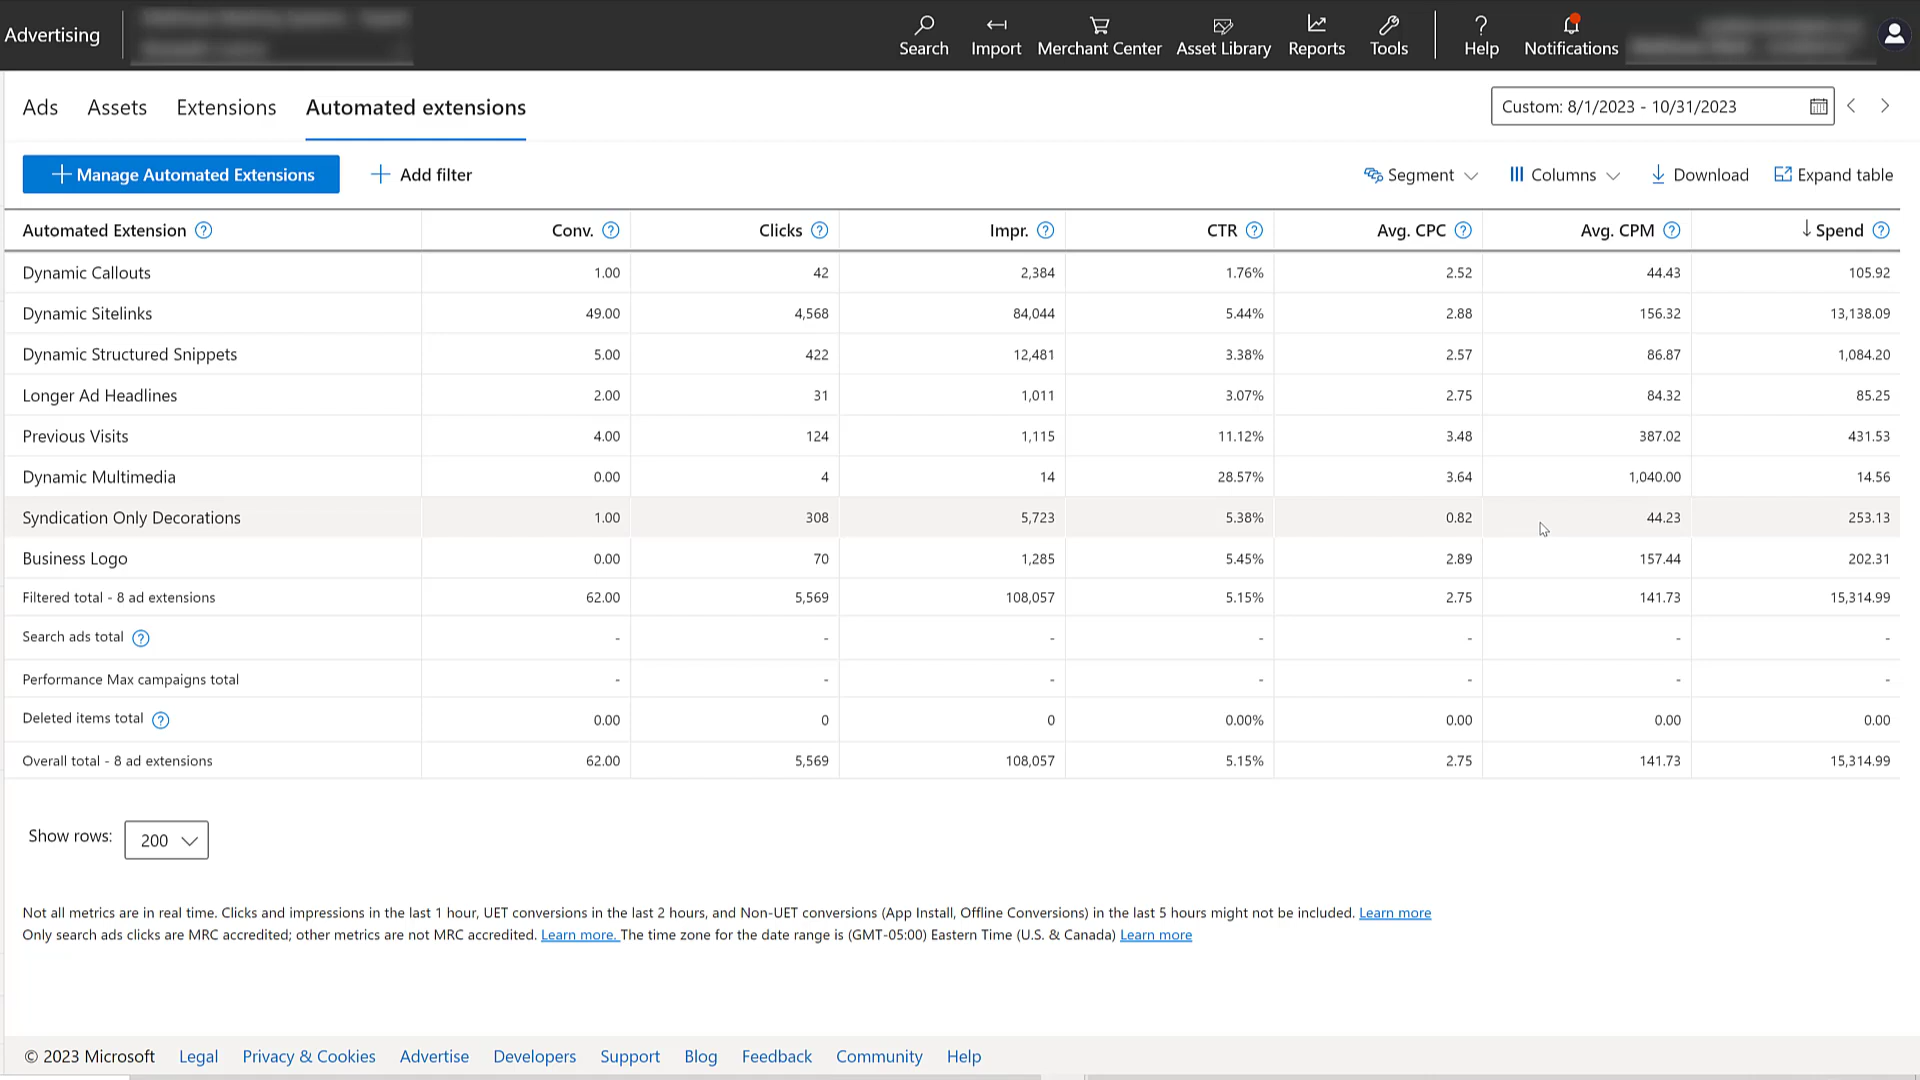 Advertising
Search Import Merchant Center Asset Library Reports Tools Help Notifications
Ads Assets Extensions Automated extensions Custom: 8/1/2023 - 10/31/2023
Manage Automated Extensions Add filter Segment Columns Download Expand table
Automated Extension Conv. Clicks Impr. CTR Avg. CPC Avg. CPM Spend
Dynamic Callouts 1.00 42 2,384 1.76% 2.52 44.43 105.92
Dynamic Sitelinks 49.00 4,568 84,044 5.44% 2.88 156.32 13,138.09
Dynamic Structured Snippets 5.00 422 12,481 3.38% 2.57 86.87 1,084.20
Longer Ad Headlines 2.00 31 1,011 3.07% 2.75 84.32 85.25
Previous Visits 4.00 124 1,115 11.12% 3.48 387.02 431.53
Dynamic Multimedia 0.00 4 14 28.57% 3.64 1,040.00 14.56
Syndication Only Decorations 1.00 308 5,723 5.38% 0.82 44.23 253.13
Business Logo 0.00 70 1,285 5.45% 2.89 157.44 202.31
Filtered total - 8 ad extensions 62.00 5,569 108,057 5.15% 2.75 141.73 15,314.99
Search ads total - - - - - - -
Performance Max campaigns total - - - - - - -
Deleted items total 0.00 0 0 0.00% 0.00 0.00 0.00
Overall total - 8 ad extensions 62.00 5,569 108,057 5.15% 2.75 141.73 15,314.99
Show rows: 200
Not all metrics are in real time. Clicks and impressions in the last 1 hour, UET conversions in the last 2 hours, and Non-UET conversions (App Install, Offline Conversions) in the last 5 hours might not be included. Learn more
Only search ads clicks are MRC accredited; other metrics are not MRC accredited. Learn more. The time zone for the date range is (GMT-05:00) Eastern Time (U.S. & Canada) Learn more
© 2023 Microsoft Legal Privacy & Cookies Advertise Developers Support Blog Feedback Community Help